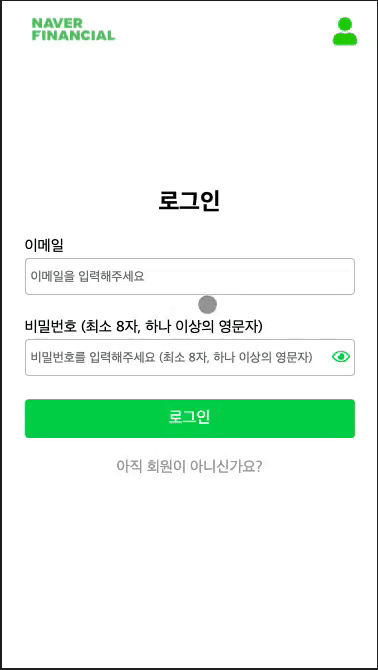 NAVER
FINANCIAL
로그인
이메일
이메일을 입력해주세요
비밀번호 (최소 8자, 하나 이상의 영문자)
비밀번호를 입력해주세요 (최소 8자, 하나 이상의 영문자)
로그인
아직 회원이 아니신가요?